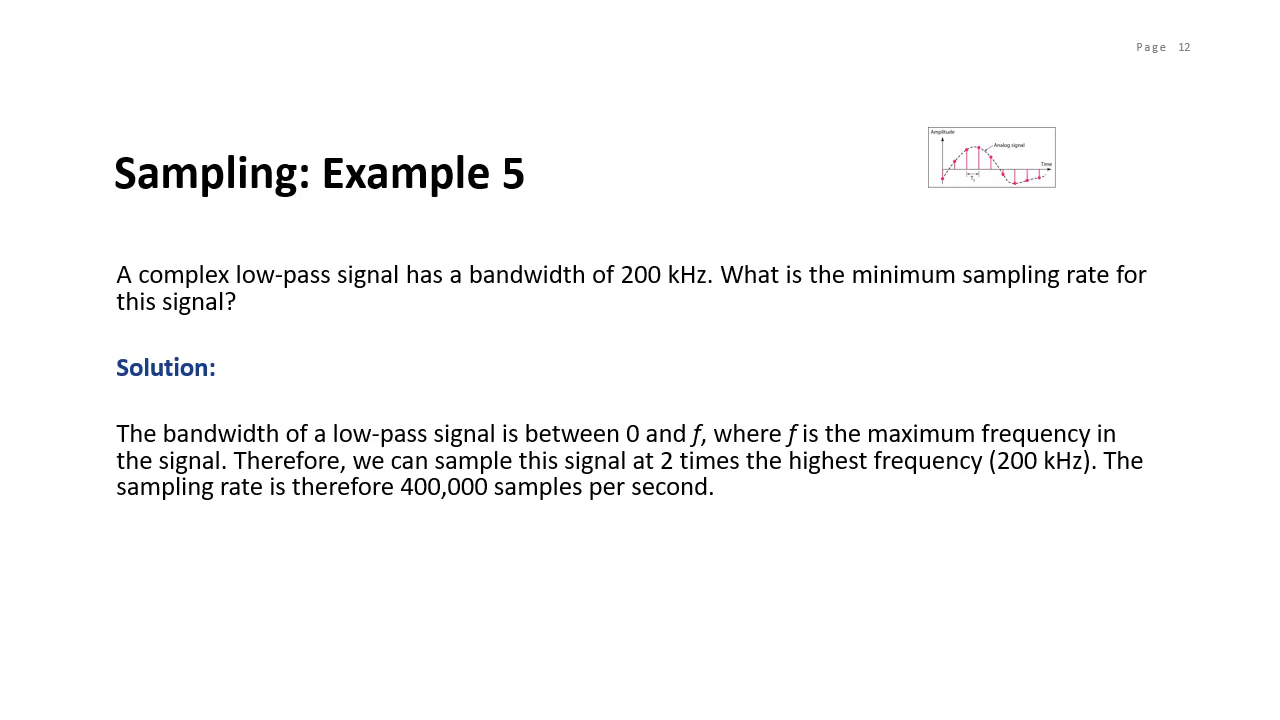 Page 12
Amplitude
Analog signal
Time
Ts
Sampling: Example 5
A complex low-pass signal has a bandwidth of 200 kHz. What is the minimum sampling rate for
this signal?
Solution:
The bandwidth of a low-pass signal is between 0 and f, where f is the maximum frequency in
the signal. Therefore, we can sample this signal at 2 times the highest frequency (200 kHz). The
sampling rate is therefore 400,000 samples per second.